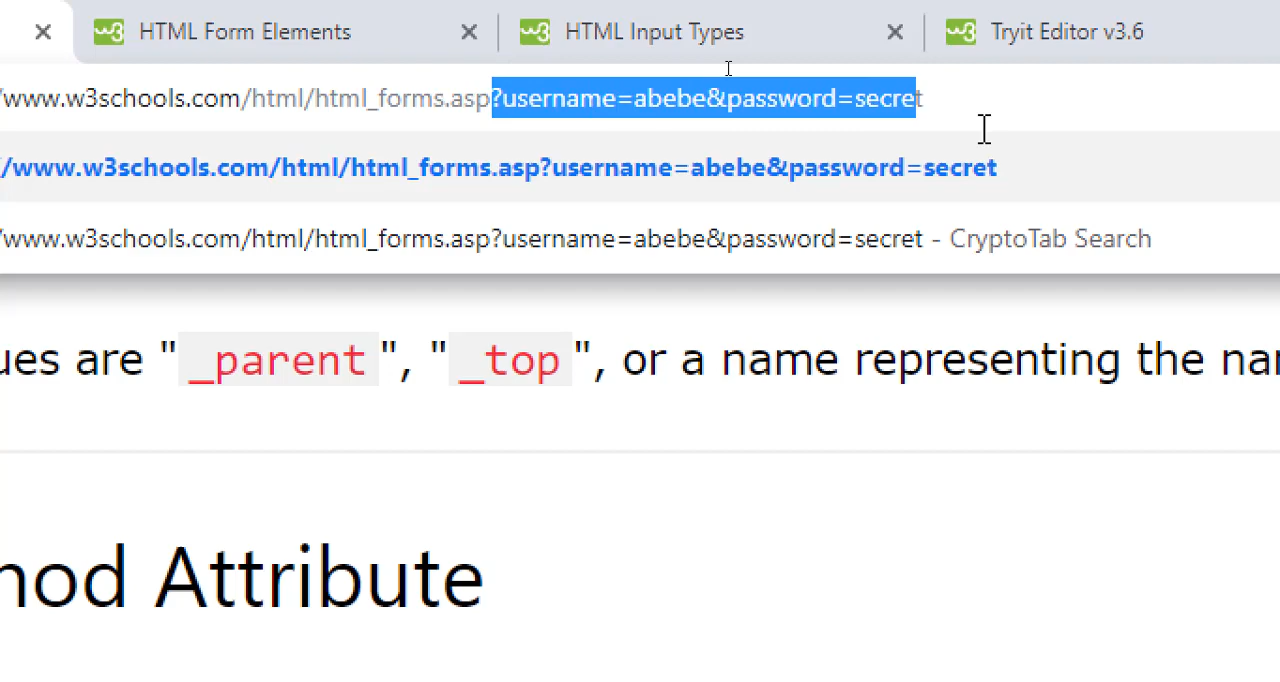 HTML Form Elements HTML Input Types Tryit Editor v3.6
/www.w3schools.com/html/html_forms.asp?username=abebe&password=secret
/www.w3schools.com/html/html_forms.asp?username=abebe&password=secret
/www.w3schools.com/html/html_forms.asp?username=abebe&password=secret - CryptoTab Search
ues are "_parent", "_top", or a name representing the nar
nod Attribute